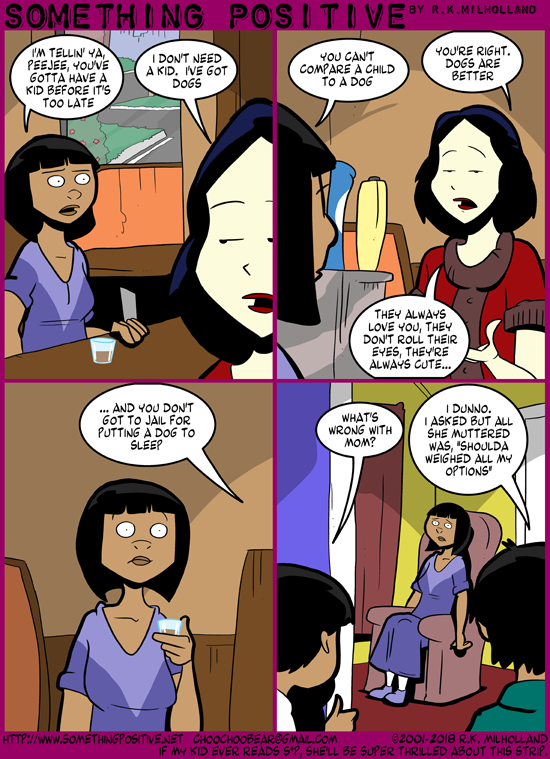 SOMETHING POSITIVE BY R.K.MILHOLLAND
I'M TELLIN' YA,
PEEJEE, YOU'VE
GOTTA HAVE A
KID BEFORE IT'S
TOO LATE
I DON'T NEED
A KID. I'VE GOT
DOGS
YOU CAN'T
COMPARE A CHILD
TO A DOG
YOU'RE RIGHT.
DOGS ARE
BETTER
THEY ALWAYS
LOVE YOU, THEY
DON'T ROLL THEIR
EYES, THEY'RE
ALWAYS CUTE...
... AND YOU DON'T
GOT TO JAIL FOR
PUTTING A DOG TO
SLEEP
WHAT'S
WRONG WITH
MOM?
I DUNNO.
I ASKED BUT ALL
SHE MUTTERED
WAS, "SHOULDA
WEIGHED ALL MY
OPTIONS"
HTTP://WWW.SOMETHINGPOSITIVE.NET CHOOCHOOBEAR@GMAIL.COM ©2001-2018 R.K. MILHOLLAND
IF MY KID EVER READS S*P, SHE'LL BE SUPER THRILLED ABOUT THIS STRIP.